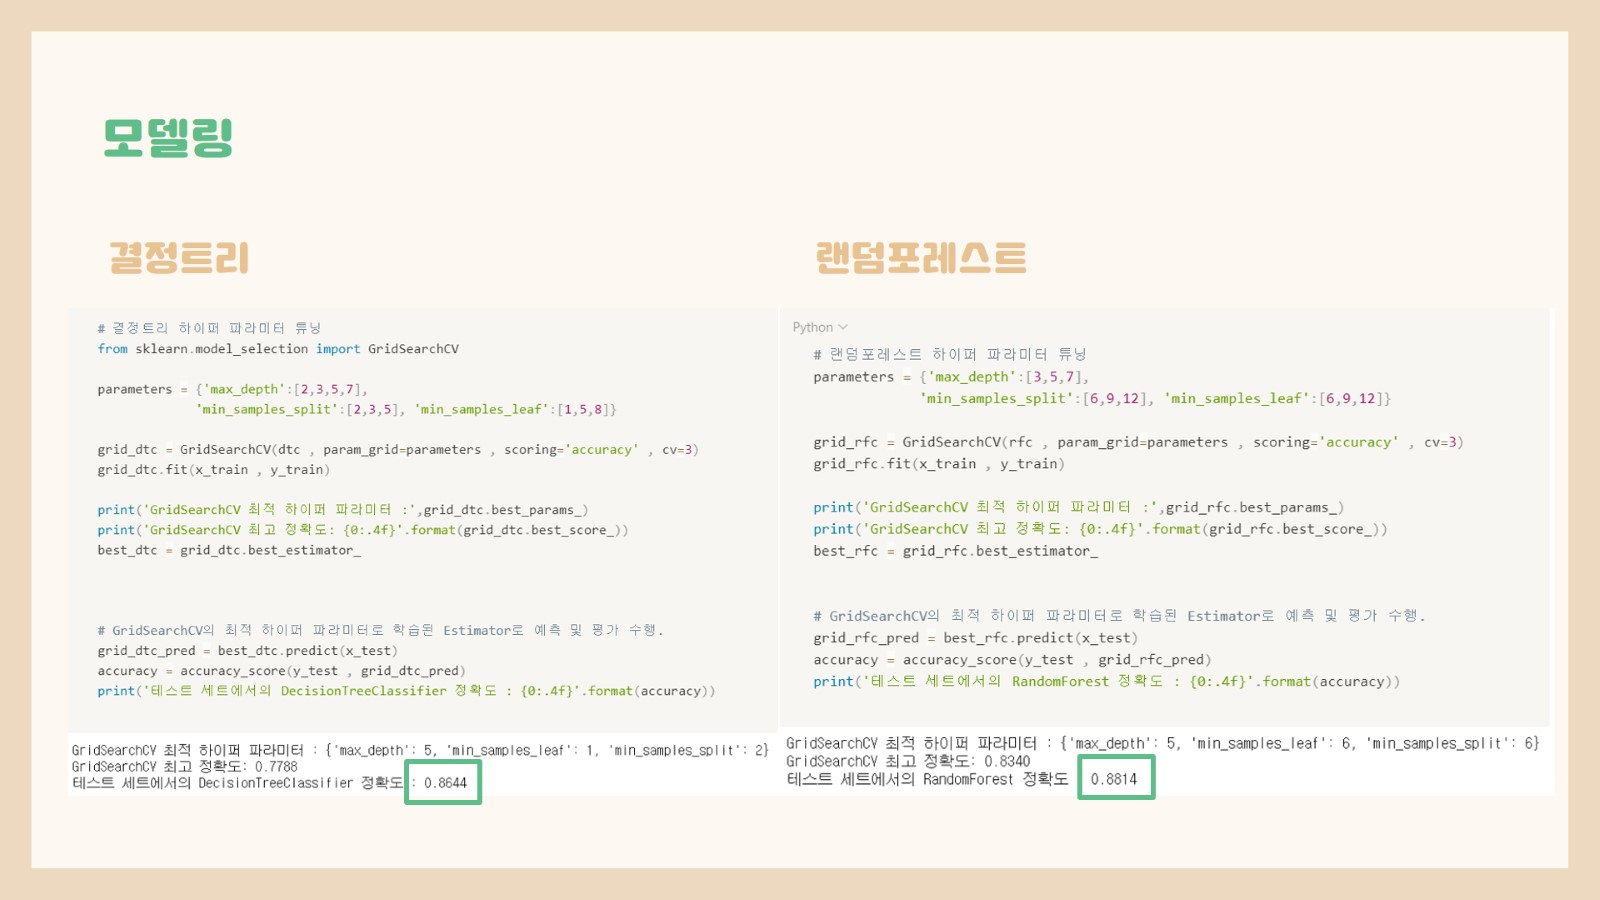 모델링
결정트리
# 결정트리 하이퍼 파라미터 튜닝
from sklearn.model_selection import GridSearchCV
parameters = {'max_depth':[2,3,5,7],
'min_samples_split':[2,3,5], 'min_samples_leaf':[1,5,8]}
grid_dtc = GridSearchCV(dtc , param_grid=parameters , scoring='accuracy' , cv=3)
grid_dtc.fit(x_train , y_train)
print('GridSearchCV 최적 하이퍼 파라미터 :',grid_dtc.best_params_)
print('GridSearchCV 최고 정확도: {0:.4f}'.format(grid_dtc.best_score_))
best_dtc = grid_dtc.best_estimator_
# GridSearchCV의 최적 하이퍼 파라미터로 학습된 Estimator로 예측 및 평가 수행.
grid_dtc_pred = best_dtc.predict(x_test)
accuracy = accuracy_score(y_test , grid_dtc_pred)
print('테스트 세트에서의 DecisionTreeClassifier 정확도 : {0:.4f}'.format(accuracy))
GridSearchCV 최적 하이퍼 파라미터 : {'max_depth': 5, 'min_samples_leaf': 1, 'min_samples_split': 2}
GridSearchCV 최고 정확도: 0.7788
테스트 세트에서의 DecisionTreeClassifier 정확도 : 0.8644
랜덤포레스트
Python
# 랜덤포레스트 하이퍼 파라미터 튜닝
parameters = {'max_depth':[3,5,7],
'min_samples_split':[6,9,12], 'min_samples_leaf':[6,9,12]}
grid_rfc = GridSearchCV(rfc , param_grid=parameters , scoring='accuracy' , cv=3)
grid_rfc.fit(x_train , y_train)
print('GridSearchCV 최적 하이퍼 파라미터 :',grid_rfc.best_params_)
print('GridSearchCV 최고 정확도: {0:.4f}'.format(grid_rfc.best_score_))
best_rfc = grid_rfc.best_estimator_
# GridSearchCV의 최적 하이퍼 파라미터로 학습된 Estimator로 예측 및 평가 수행.
grid_rfc_pred = best_rfc.predict(x_test)
accuracy = accuracy_score(y_test , grid_rfc_pred)
print('테스트 세트에서의 RandomForest 정확도 : {0:.4f}'.format(accuracy))
GridSearchCV 최적 하이퍼 파라미터 : {'max_depth': 5, 'min_samples_leaf': 6, 'min_samples_split': 6}
GridSearchCV 최고 정확도: 0.8340
테스트 세트에서의 RandomForest 정확도 0.8814